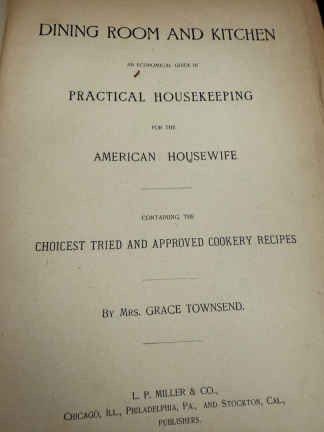 DINING ROOM AND KITCHEN
AN ECONOMICAL GUIDE IN
PRACTICAL HOUSEKEEPING
FOR THE
AMERICAN HOUSEWIFE
CONTAINING THE
CHOICEST TRIED AND APPROVED COOKERY RECIPES
BY MRS. GRACE TOWNSEND.
L. P. MILLER & CO.,
CHICAGO, ILL., PHILADELPHIA, PA., AND STOCKTON, CAL.,
PUBLISHERS.